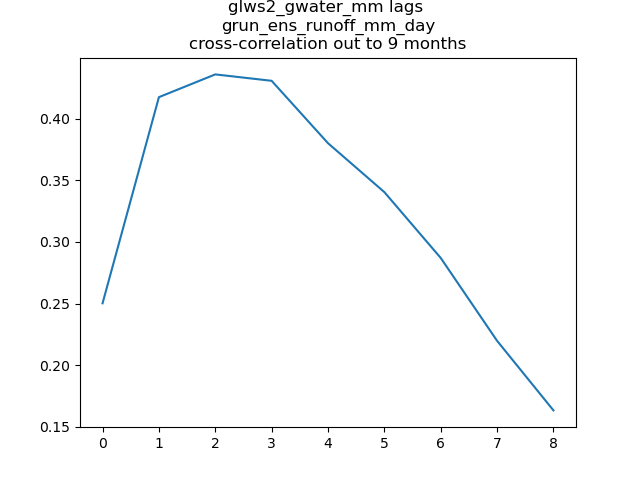 glws2_gwater_mm lags
grun_ens_runoff_mm_day
cross-correlation out to 9 months
0.40
0.35
0.30
0.25
0.20
0.15
0 1 2 3 4 5 6 7 8